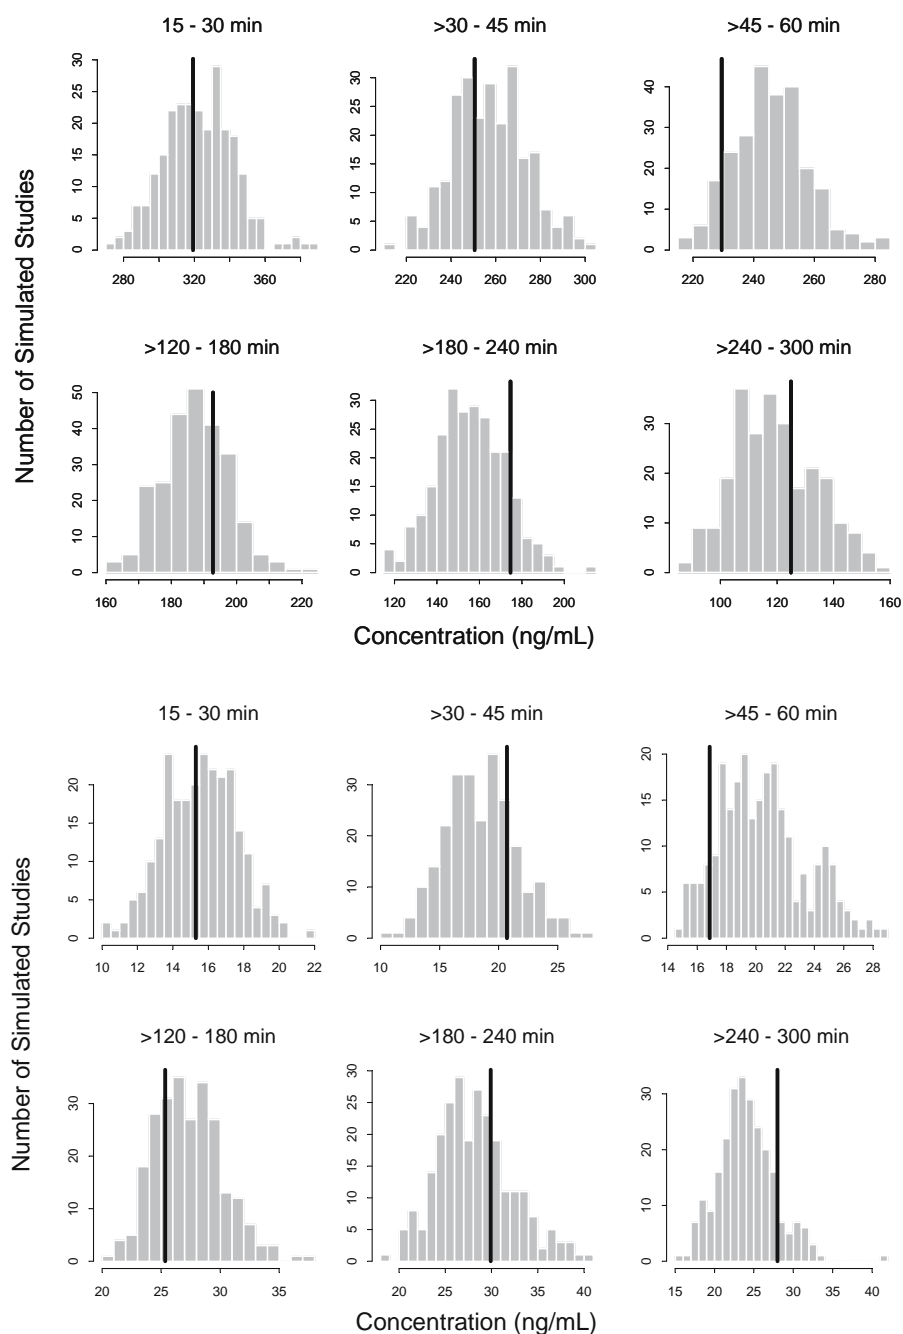 15 - 30 min
>30 - 45 min
>45 - 60 min
0 5 10 15 20 25 30
280 320 360
0 5 10 15 20 25 30
220 240 260 280 300
0 10 20 30 40
220 240 260 280
Number of Simulated Studies
>120 - 180 min
>180 - 240 min
>240 - 300 min
0 10 20 30 40 50
160 180 200 220
0 5 10 15 20 25 30
120 140 160 180 200
0 10 20 30
100 120 140 160
Concentration (ng/mL)
15 - 30 min
>30 - 45 min
>45 - 60 min
0 5 10 15 20
10 12 14 16 18 20 22
0 10 20 30
10 15 20 25
0 5 10 15 20
14 16 18 20 22 24 26 28
Number of Simulated Studies
>120 - 180 min
>180 - 240 min
>240 - 300 min
0 10 20 30
20 25 30 35
0 5 10 15 20 25 30
20 25 30 35 40
0 10 20 30
15 20 25 30 35 40
Concentration (ng/mL)